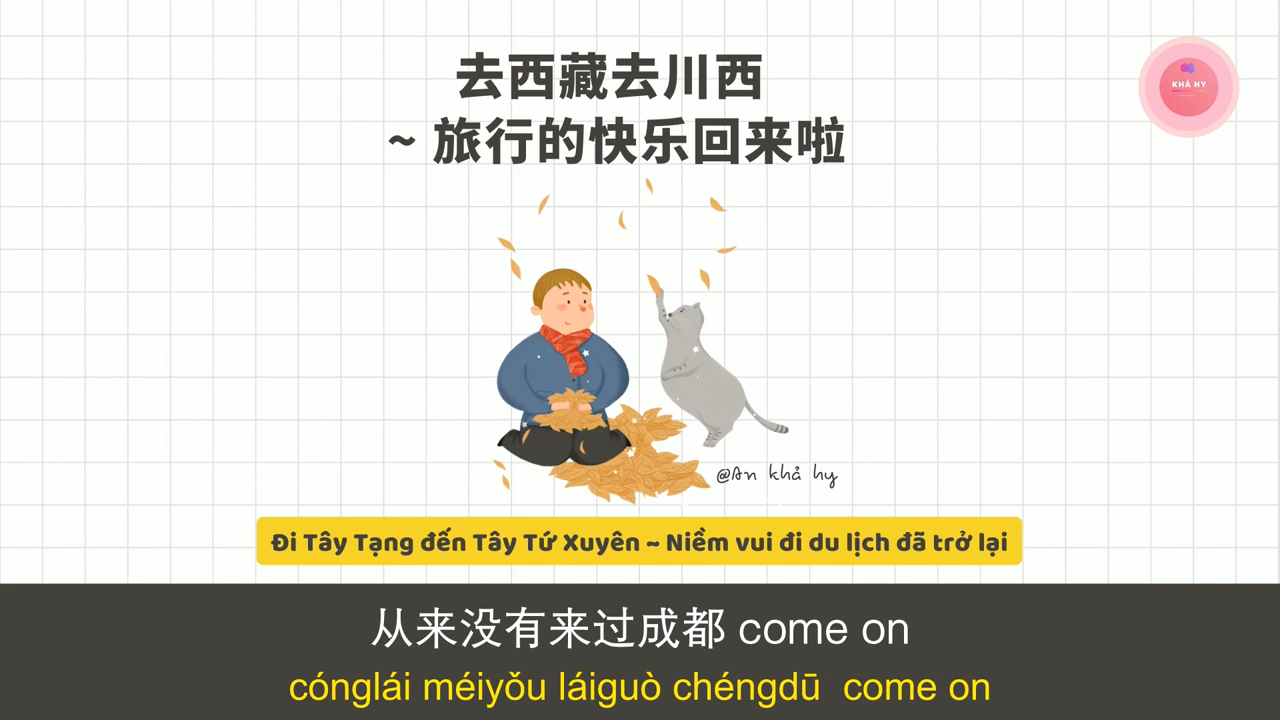 去西藏去川西
~ 旅行的快乐回来啦
KHẢ HY
@An khả hy
Đi Tây Tạng đến Tây Tứ Xuyên ~ Niềm vui đi du lịch đã trở lại
从来没有来过成都 come on
cónglái méiyǒu láiguò chéngdū come on